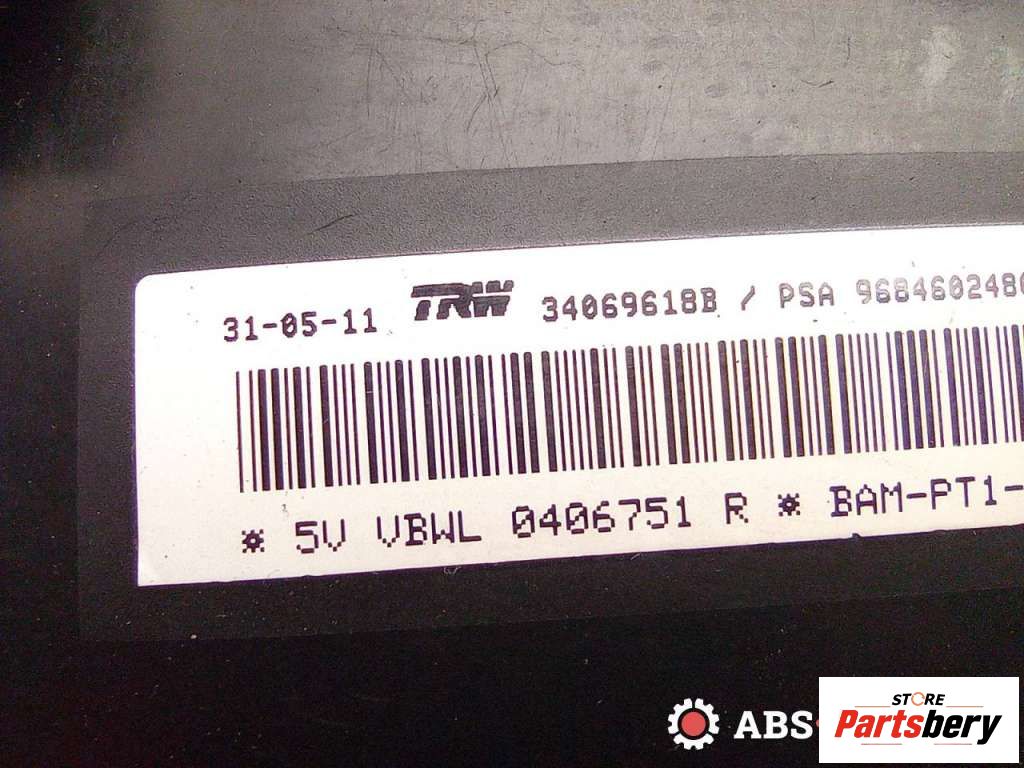 31-05-11 TRW 34069618B / PSA 968460248
* 5V VBWL 0406751 R * BAM-PT1-
ABS-
STORE
Partsbery